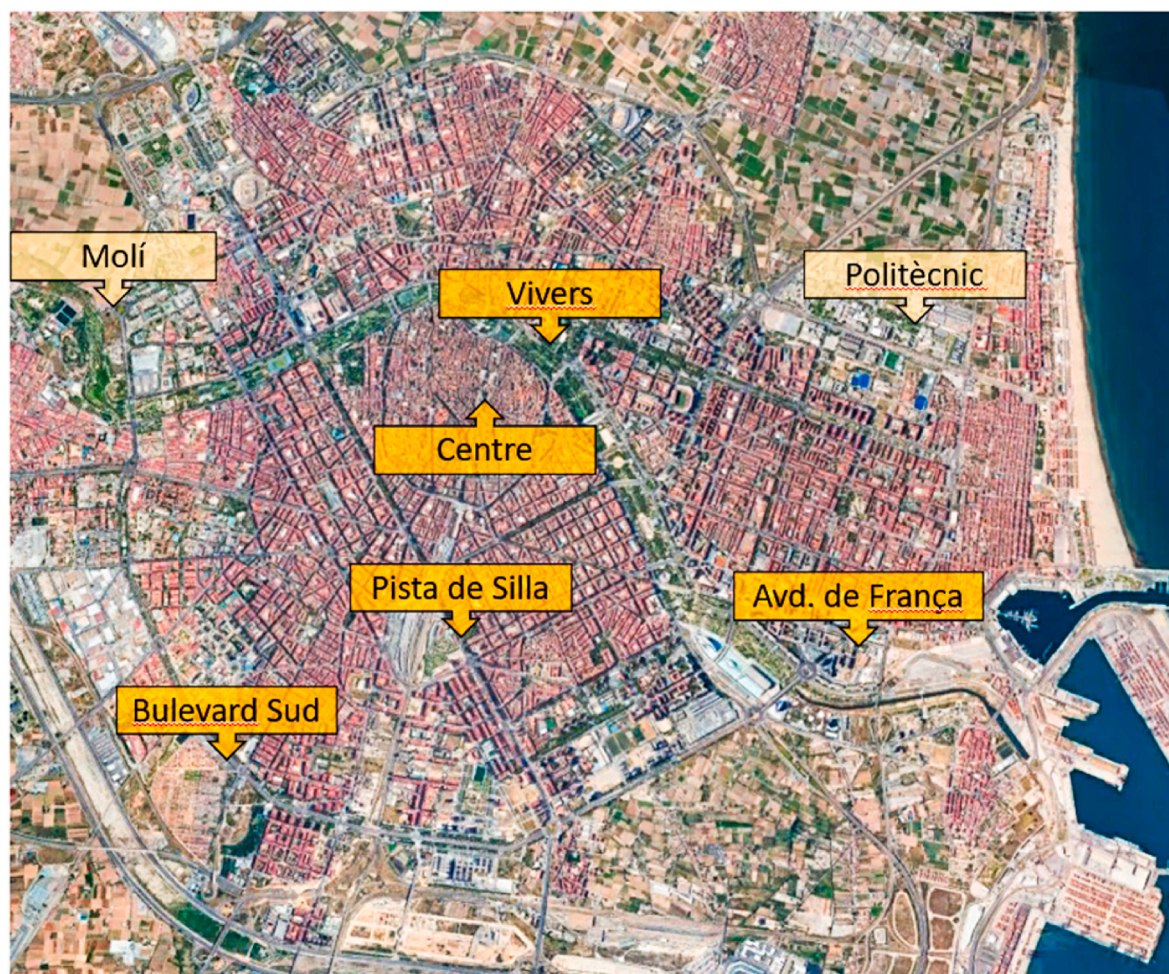 Molí
Vivers
Politècnic
Centre
Pista de Silla
Avd. de França
Bulevard Sud